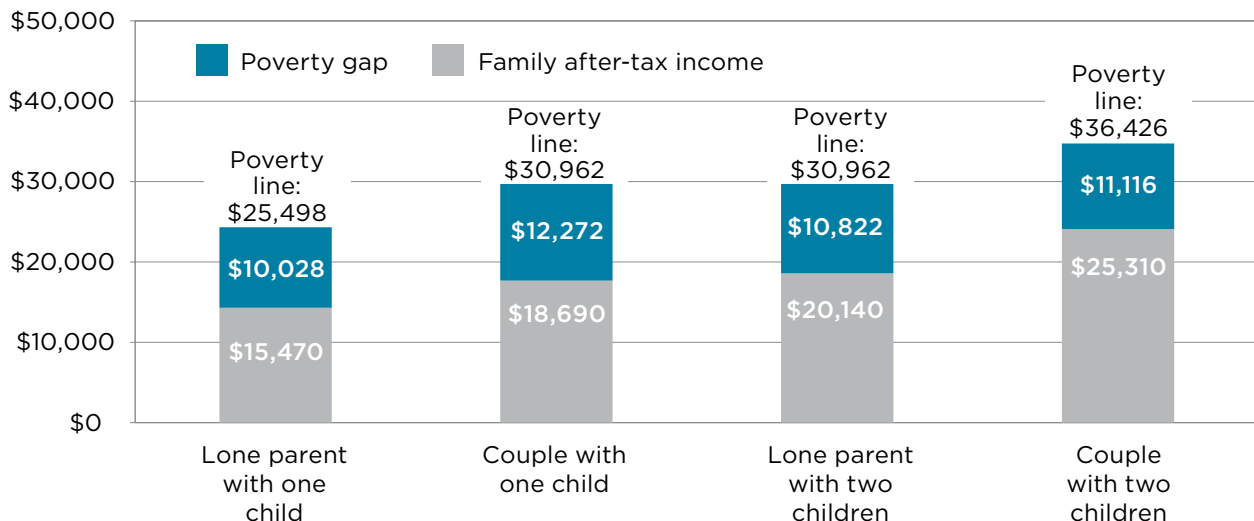 $50,000
Poverty gap
Family after-tax income
$40,000
$30,000
$20,000
$10,000
$0
Poverty
line:
$25,498
$10,028
$15,470
Poverty
line:
$30,962
$12,272
$18,690
Poverty
line:
$30,962
$10,822
$20,140
Poverty
line:
$36,426
$11,116
$25,310
Lone parent
with one
child
Couple with
one child
Lone parent
with two
children
Couple
with two
children